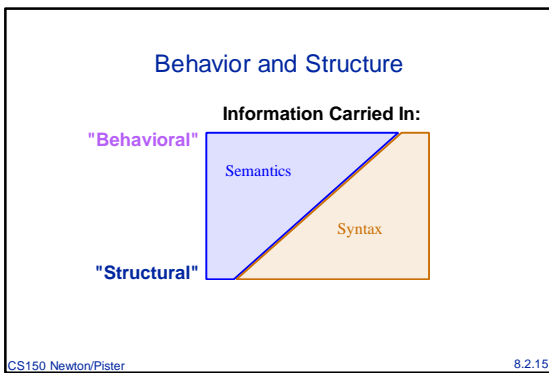 Behavior and Structure
Information Carried In:
"Behavioral"
Semantics
Syntax
"Structural"
CS150 Newton/Pister
8.2.15